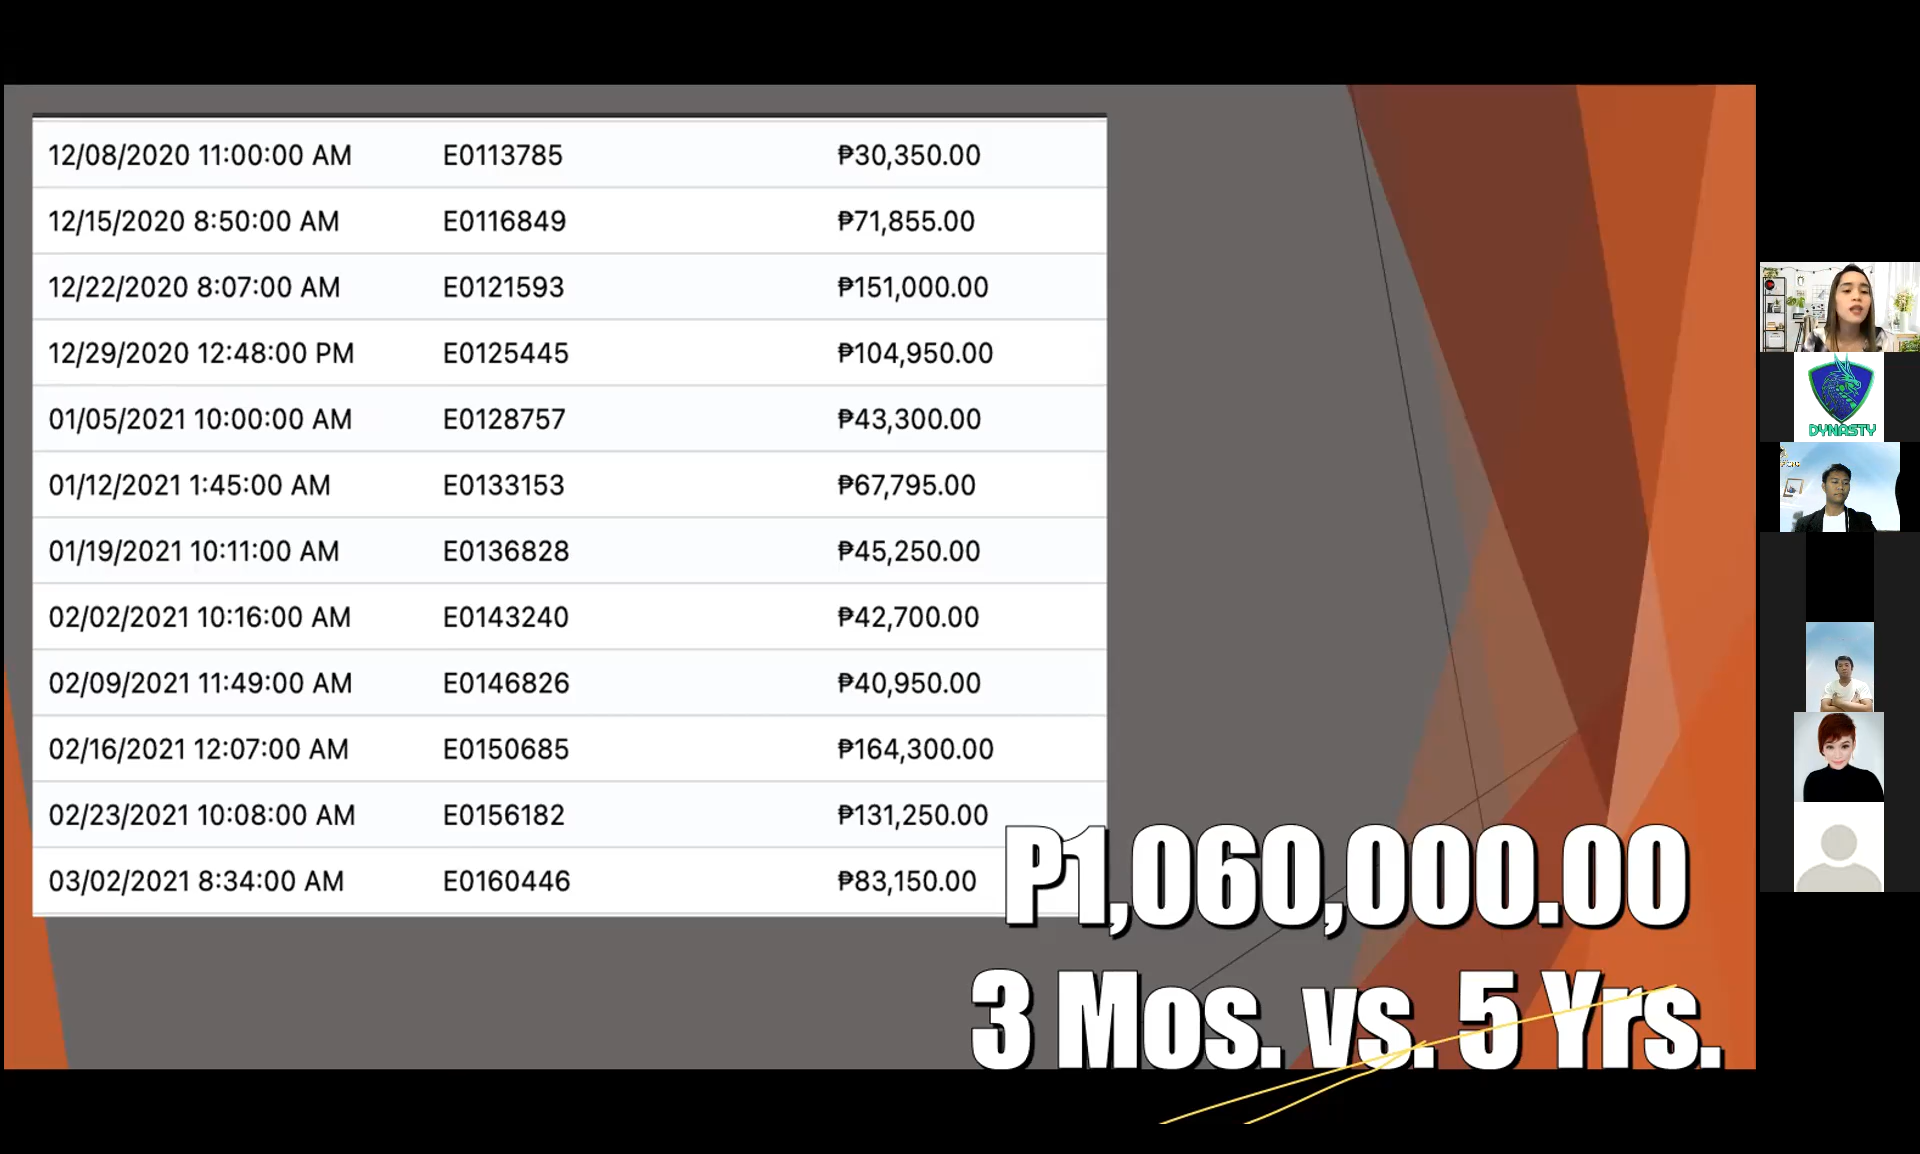 12/08/2020 11:00:00 AM E0113785 ₱30,350.00
12/15/2020 8:50:00 AM E0116849 ₱71,855.00
12/22/2020 8:07:00 AM E0121593 ₱151,000.00
12/29/2020 12:48:00 PM E0125445 ₱104,950.00
01/05/2021 10:00:00 AM E0128757 ₱43,300.00
01/12/2021 1:45:00 AM E0133153 ₱67,795.00
01/19/2021 10:11:00 AM E0136828 ₱45,250.00
02/02/2021 10:16:00 AM E0143240 ₱42,700.00
02/09/2021 11:49:00 AM E0146826 ₱40,950.00
02/16/2021 12:07:00 AM E0150685 ₱164,300.00
02/23/2021 10:08:00 AM E0156182 ₱131,250.00
03/02/2021 8:34:00 AM E0160446 ₱83,150.00
P1,060,000.00
3 Mos. vs. 5 Yrs.
DYNASTY